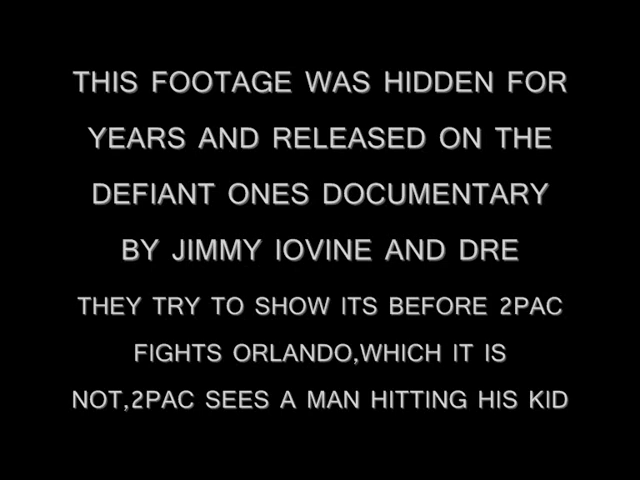 THIS FOOTAGE WAS HIDDEN FOR
YEARS AND RELEASED ON THE
DEFIANT ONES DOCUMENTARY
BY JIMMY IOVINE AND DRE
THEY TRY TO SHOW ITS BEFORE 2PAC
FIGHTS ORLANDO,WHICH IT IS
NOT,2PAC SEES A MAN HITTING HIS KID